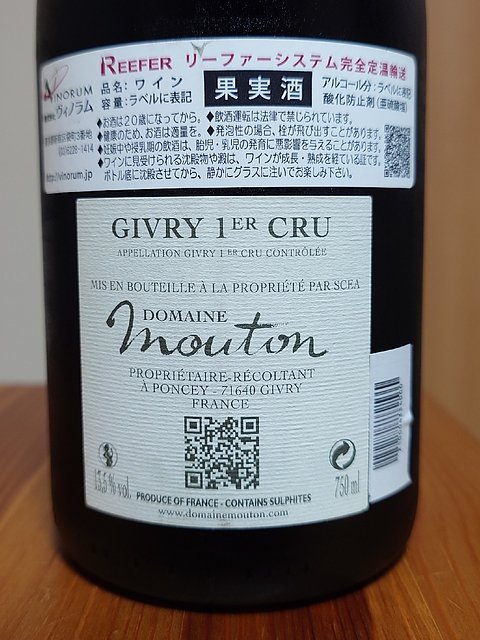 REEFER リーファーシステム完全定温輸送
VINORUM
ヴィノラム
品名: ワイン
容量:ラベルに表記
果実酒
アルコール分:ラベルに表記
酸化防止剤(亜硫酸塩)
◆お酒は20歳になってから。◆飲酒運転は法律で禁じられています。
◆健康のため、お酒は適量を。◆発泡性の場合、栓が飛び出すことがあります。
◆妊娠中や授乳期の飲酒は、胎児・乳児の発育に悪影響を与えることがあります。
◆ワインに見受けられる沈殿物や澱は、ワインが成長・熟成を経ている証です。
ボトル底に沈殿させてから、静かにグラスに注いでお楽しみ下さい。
http://vinorum.jp
GIVRY 1ER CRU
APPELLATION GIVRY 1ER CRU CONTRÔLÉE
MIS EN BOUTEILLE À LA PROPRIÉTÉ PAR SCEA
DOMAINE
Mouton
PROPRIÉTAIRE-RÉCOLTANT
À PONCEY - 71640 GIVRY
FRANCE
% vol.
750 ml
PRODUCE OF FRANCE - CONTAINS SULPHITES
www.domainemouton.com